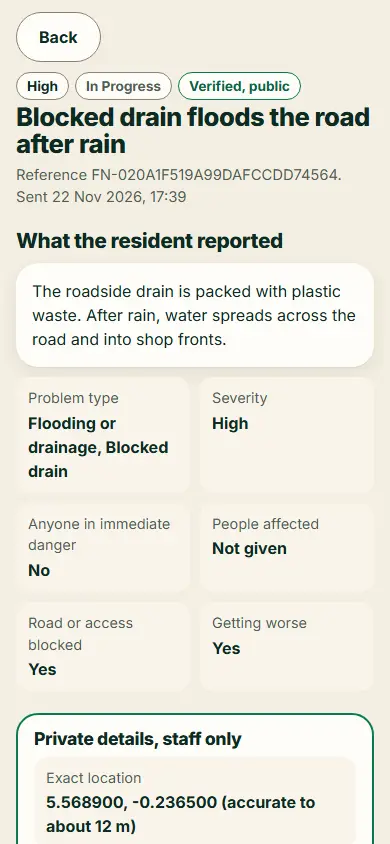 Back
High
In Progress
Verified, public
Blocked drain floods the road
after rain
Reference FN-020A1F519A99DAFCCDD74564.
Sent 22 Nov 2026, 17:39
What the resident reported
The roadside drain is packed with plastic
waste. After rain, water spreads across the
road and into shop fronts.
Problem type
Flooding or
drainage, Blocked
drain
Severity
High
Anyone in immediate
danger
No
People affected
Not given
Road or access
blocked
Yes
Getting worse
Yes
Private details, staff only
Exact location
5.568900, -0.236500 (accurate to
about 12 m)